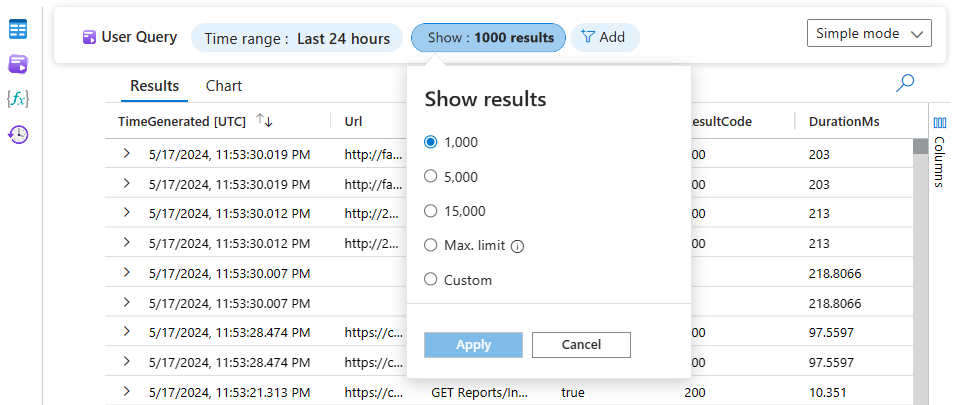 User Query Time range : Last 24 hours Show : 1000 results Add Simple mode
{fx}
Results Chart
Show results
TimeGenerated [UTC] Url esultCode DurationMs
Columns
1,000
5,000
15,000
Max. limit
Custom
Apply Cancel
5/17/2024, 11:53:30.019 PM http://fa... 00 203
5/17/2024, 11:53:30.019 PM http://fa... 00 203
5/17/2024, 11:53:30.012 PM http://2... 00 213
5/17/2024, 11:53:30.012 PM http://2... 00 213
5/17/2024, 11:53:30.007 PM 218.8066
5/17/2024, 11:53:30.007 PM 218.8066
5/17/2024, 11:53:28.474 PM https://c... 00 97.5597
5/17/2024, 11:53:28.474 PM https://c... 00 97.5597
5/17/2024, 11:53:21.313 PM https://c... GET Reports/In... true 200 10.351